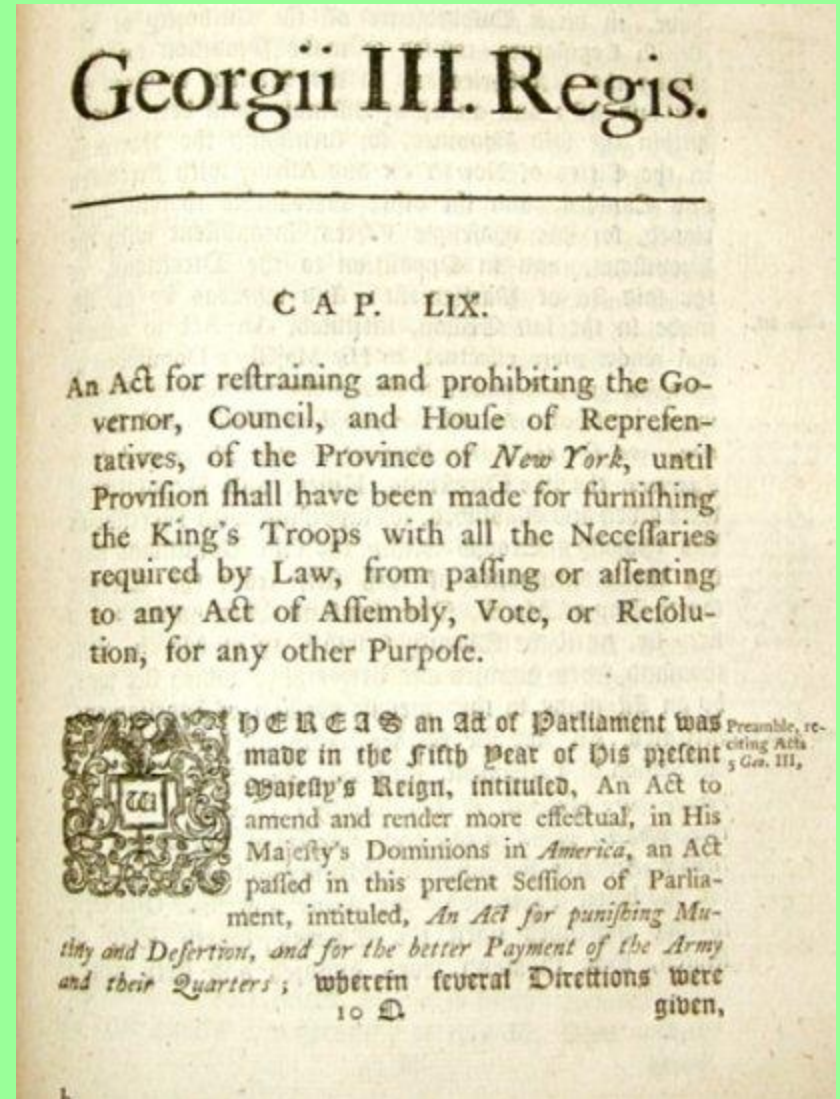 Georgii III. Regis.
CAP. LIX.
An Act for reſtraining and prohibiting the Go-
vernor, Council, and Houſe of Repreſen-
tatives, of the Province of New York, until
Proviſion ſhall have been made for furniſhing
the King's Troops with all the Neceſſaries
required by Law, from paſſing or aſſenting
to any Act of Aſſembly, Vote, or Reſolu-
tion, for any other Purpoſe.
WHEREAS an Act of Parliament was
made in the Fifth Year of His preſent
Majeſty's Reign, intituled, An Act to
amend and render more effectual, in His
Majeſty's Dominions in America, an Act
paſſed in this preſent Seſſion of Parlia-
ment, intituled, An Act for puniſhing Mu-
tiny and Deſertion, and for the better Payment of the Army
and their Quarters; wherein ſeveral Directions were
10 Q
given,
Preamble, re-
citing Acts
5 Geo. III,